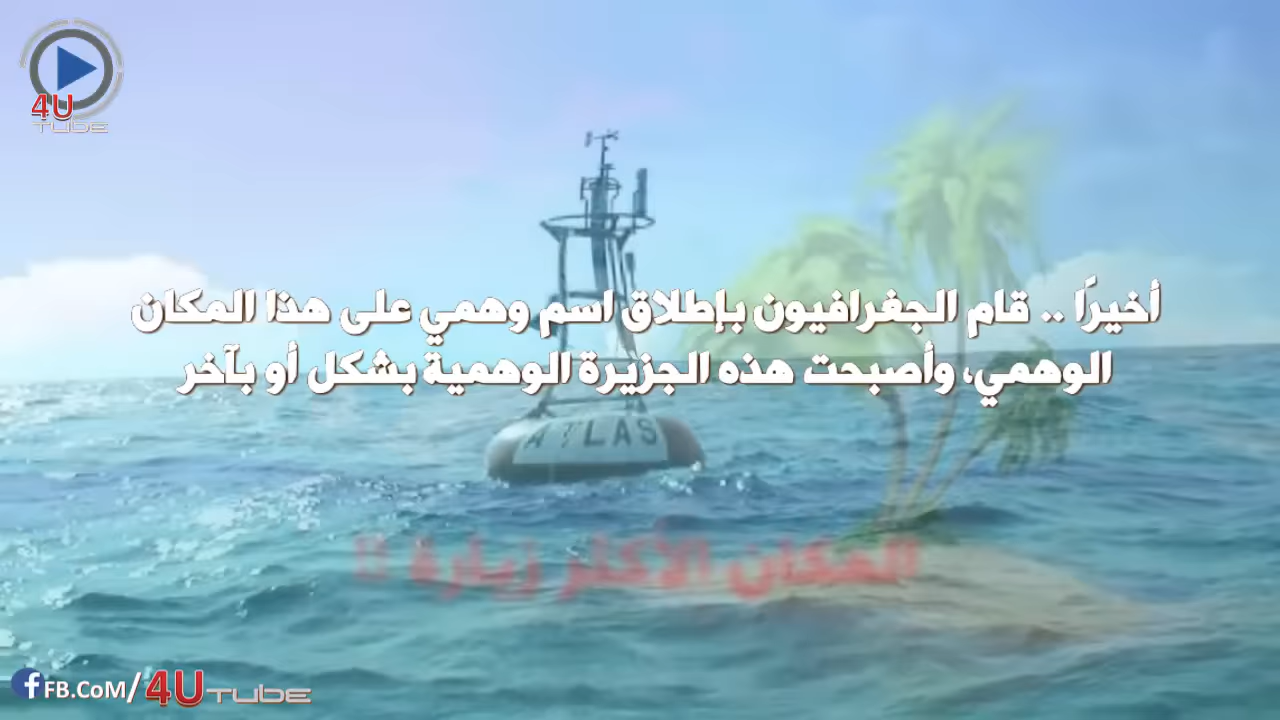 4U
TUBE
أخيرًا .. قام الجغرافيون بإطلاق اسم وهمي على هذا المكان
الوهمي، وأصبحت هذه الجزيرة الوهمية بشكل أو بآخر
ATLAS
المكان الأكثر زيارة !!
f FB.CoM/4UTUBE